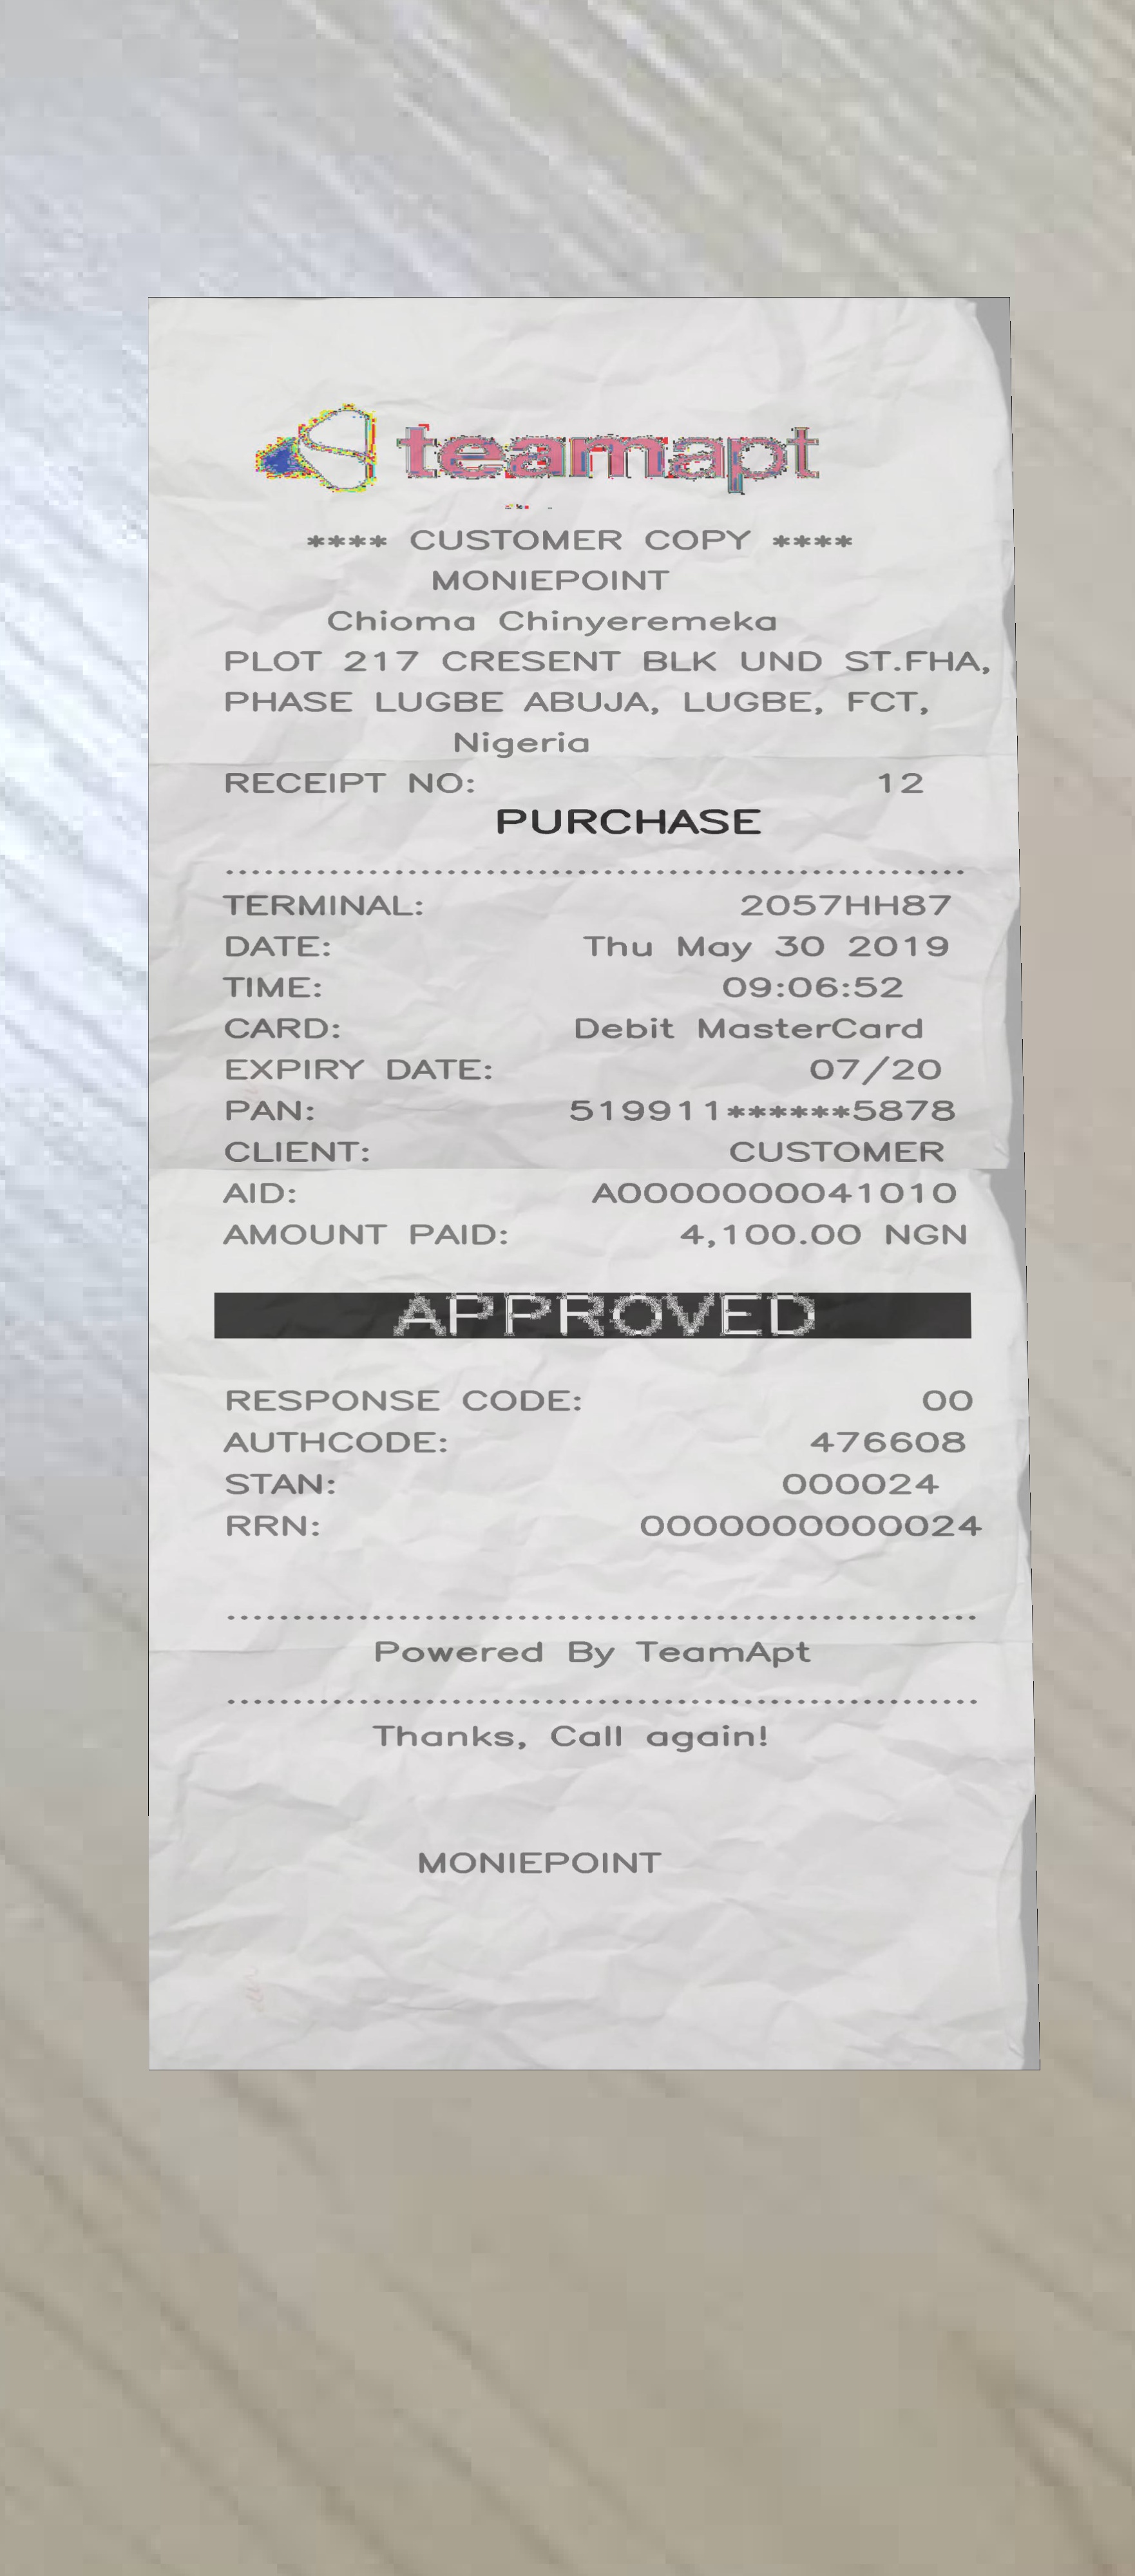 teamapt
**** CUSTOMER COPY ****
MONIEPOINT
Chioma Chinyeremeka
PLOT 217 CRESENT BLK UND ST.FHA,
PHASE LUGBE ABUJA, LUGBE, FCT,
Nigeria
RECEIPT NO: 12
PURCHASE
TERMINAL: 2057HH87
DATE: Thu May 30 2019
TIME: 09:06:52
CARD: Debit MasterCard
EXPIRY DATE: 07/20
PAN: 519911******5878
CLIENT: CUSTOMER
AID: A0000000041010
AMOUNT PAID: 4,100.00 NGN
APPROVED
RESPONSE CODE: 00
AUTHCODE: 476608
STAN: 000024
RRN: 0000000000024
Powered By TeamApt
Thanks, Call again!
MONIEPOINT